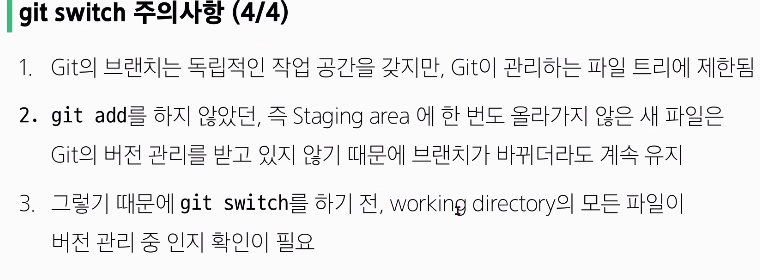 git switch 주의사항 (4/4)
1. Git의 브랜치는 독립적인 작업 공간을 갖지만, Git이 관리하는 파일 트리에 제한됨
2. git add를 하지 않았던, 즉 Staging area 에 한 번도 올라가지 않은 새 파일은
Git의 버전 관리를 받고 있지 않기 때문에 브랜치가 바뀌더라도 계속 유지
3. 그렇기 때문에 git switch를 하기 전, working directory의 모든 파일이
버전 관리 중 인지 확인이 필요